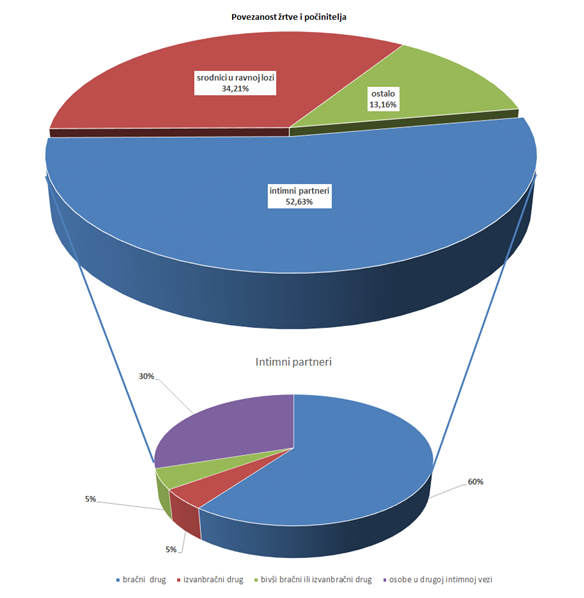 Povezanost žrtve i počinitelja
srodnici u ravnoj lozi
34,21%
ostalo
13,16%
intimni partneri
52,63%
Intimni partneri
30%
60%
5%
5%
bračni drug
izvanbračni drug
bivši bračni ili izvanbračni drug
osobe u drugoj intimnoj vezi